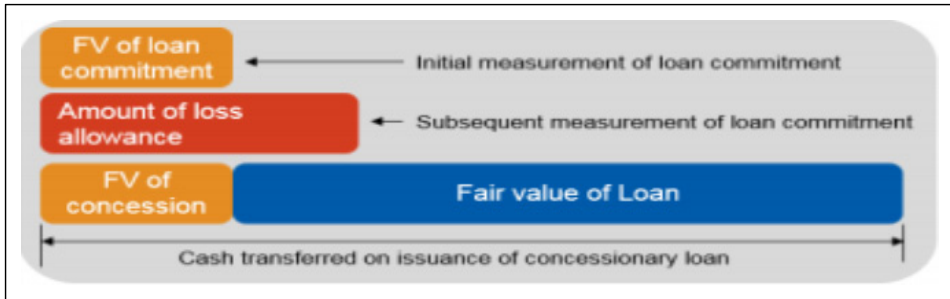 FV of loan
commitment
Initial measurement of loan commitment
Amount of loss
allowance
Subsequent measurement of loan commitment
FV of
concession
Fair value of Loan
Cash transferred on issuance of concessionary loan